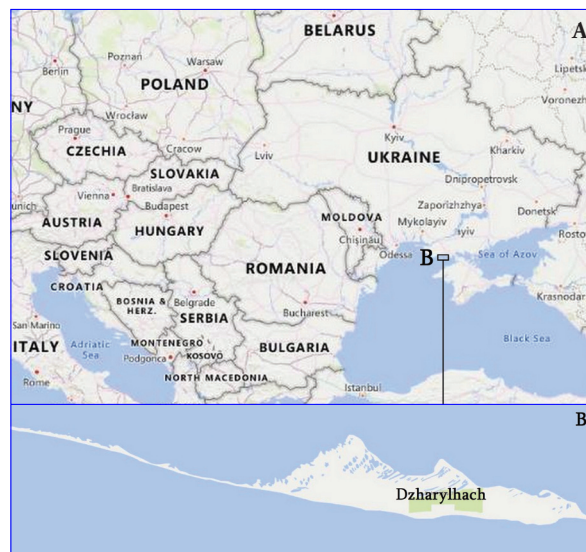 BELARUS
A
Poznan
Warsaw
Berlin
Lipets
POLAND
Voronezh
NY
Wrocław
Prague
Kyiv
CZECHIA
Cracow
Lviv
Kharkiv
UKRAINE
SLOVAKIA
Dnipropetrovsk
Vienna
Bratislava
unich
Budapest
Zaporizhzhya
AUSTRIA
MOLDOVA
Donetsk
HUNGARY
Mykolayiv
Chișinău
yiv
Rosto
SLOVENIA
Odessa
B
Sea of Azov
ROMANIA
CROATIA
BOSNIA &
HERZ.
Belgrade
Krasnodar
San Marino
SERBIA
Bucharest
Black Sea
ITALY
Adriatic
Sea
MONTENEGRO
BULGARIA
Podgorica
KOSOVO
Rome
NORTH MACEDONIA
Istanbul
B
Dzharylhach